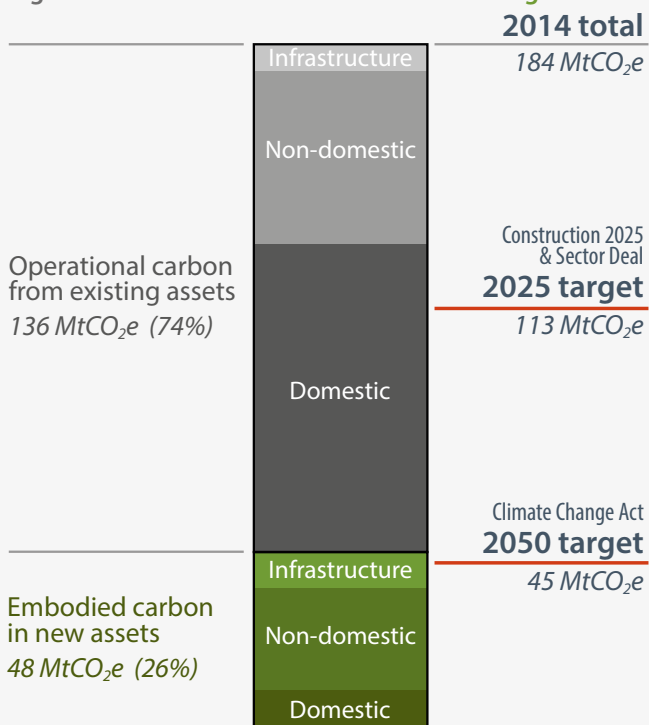 2014 total
184 MtCO₂e
Infrastructure
Non-domestic
Construction 2025
& Sector Deal
2025 target
113 MtCO₂e
Operational carbon
from existing assets
136 MtCO₂e (74%)
Domestic
Climate Change Act
2050 target
45 MtCO₂e
Infrastructure
Embodied carbon
in new assets
48 MtCO₂e (26%)
Non-domestic
Domestic